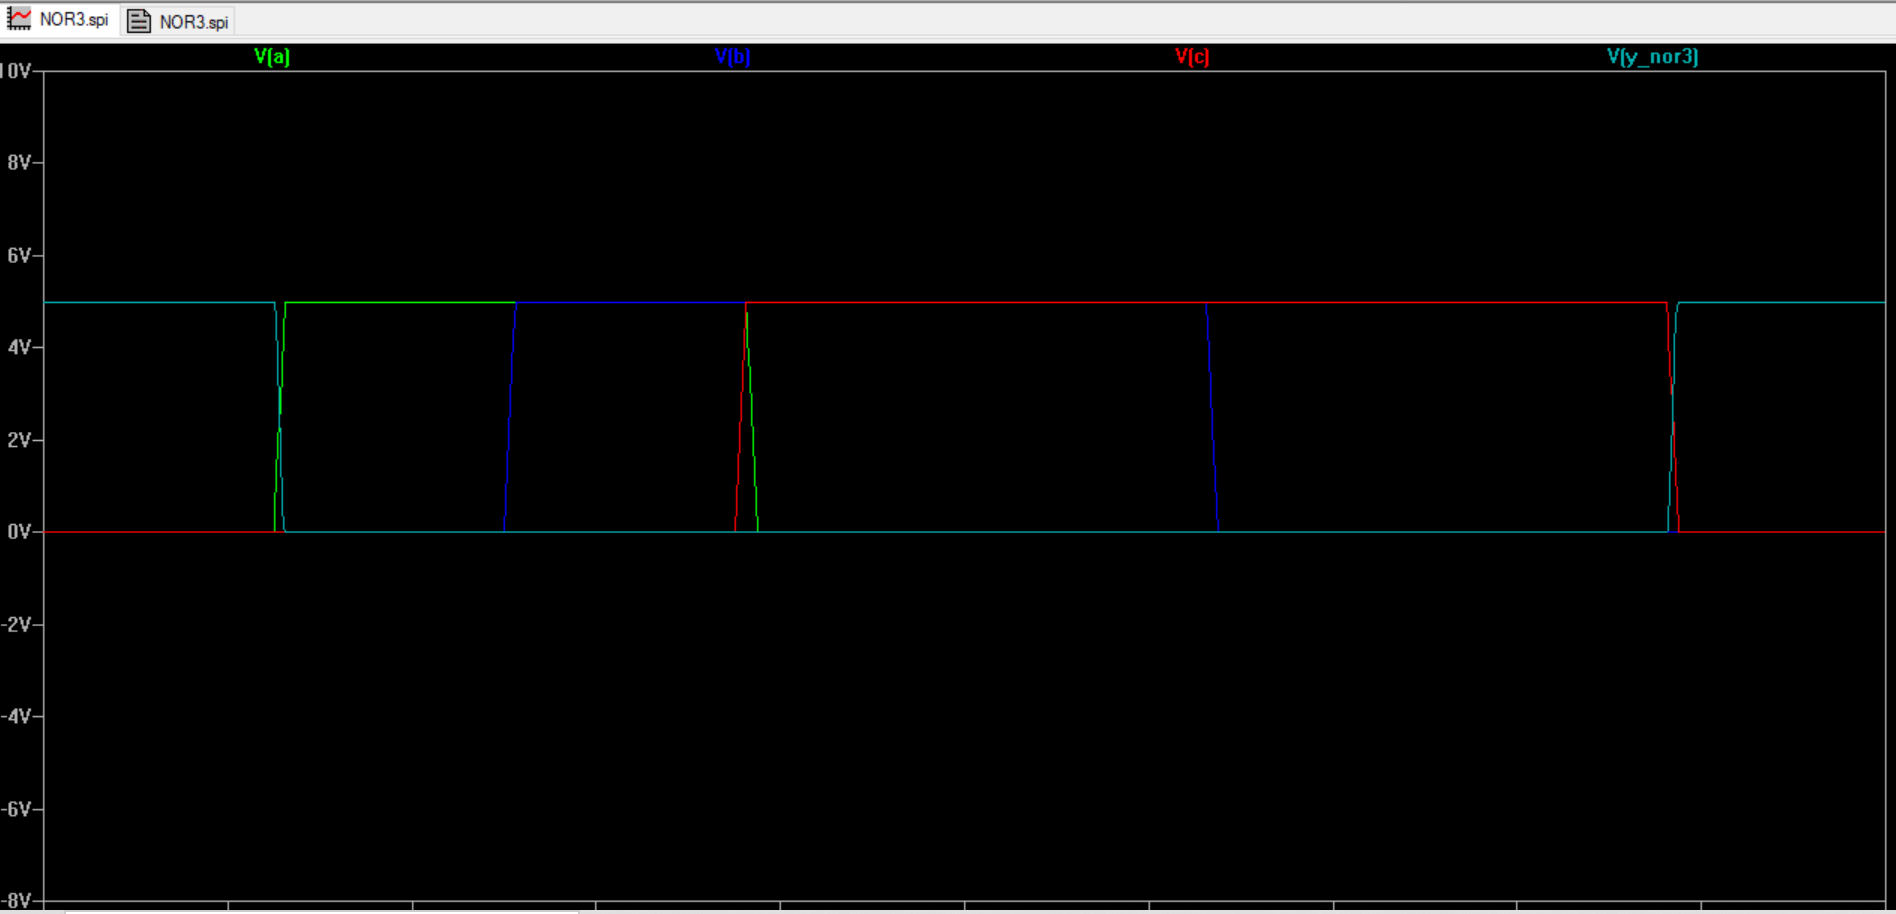 NOR3.spi NOR3.spi
V(a) V(b) V(c) V(y_nor3)
10V
8V
6V
4V
2V
0V
-2V
-4V
-6V
-8V